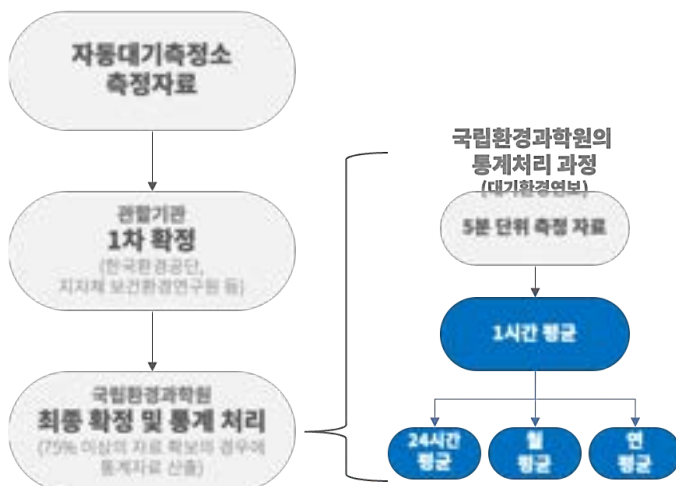 자동대기측정소
측정자료
관할기관
1차 확정
(한국환경공단,
지자체 보건환경연구원 등)
국립환경과학원
최종 확정 및 통계 처리
(75% 이상의 자료 확보의 경우에
통계자료 산출)
국립환경과학원의
통계처리 과정
(대기환경연보)
5분 단위 측정 자료
1시간 평균
24시간
평균
월
평균
연
평균